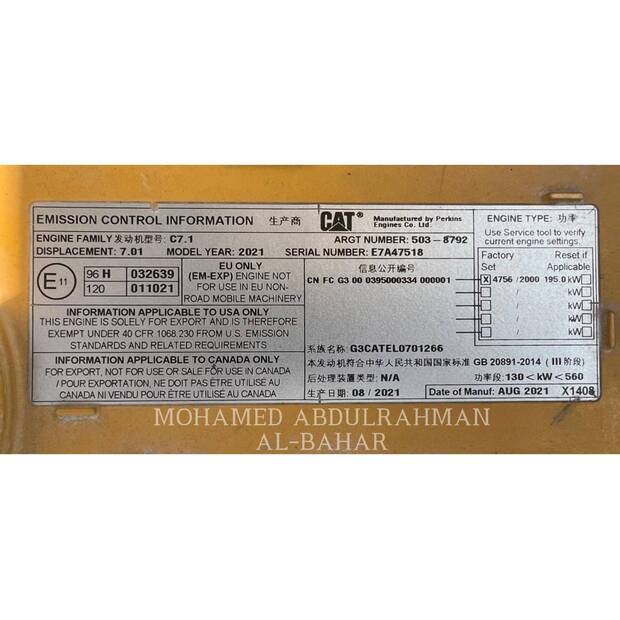 EMISSION CONTROL INFORMATION 生产商 CAT® Manufactured by Perkins Engines Co. Ltd.
ENGINE FAMILY 发动机型号: C7.1 ARGT NUMBER: 503-8792
DISPLACEMENT: 7.01 MODEL YEAR: 2021 SERIAL NUMBER: E7A47518
E 11
96 H 032639
120 011021
EU ONLY
(EM-EXP) ENGINE NOT
FOR USE IN EU NON-
ROAD MOBILE MACHINERY
INFORMATION APPLICABLE TO USA ONLY
THIS ENGINE IS SOLELY FOR EXPORT AND IS THEREFORE
EXEMPT UNDER 40 CFR 1068.230 FROM U.S. EMISSION
STANDARDS AND RELATED REQUIREMENTS
INFORMATION APPLICABLE TO CANADA ONLY
FOR EXPORT, NOT FOR USE OR SALE FOR USE IN CANADA
/ POUR EXPORTATION, NE DOIT PAS ÊTRE UTILISÉ AU
CANADA NI VENDU POUR ÊTRE UTILISÉ AU CANADA
信息公开编号
CN FC G3 00 0395000334 000001
系族名称: G3CATEL0701266
本发动机符合中华人民共和国国家标准 GB 20891-2014 (III阶段)
后处理装置类型: N/A 功率段: 130<kW<560
生产日期: 08/2021 Date of Manuf: AUG 2021 X1408
ENGINE TYPE: 功率
Use Service tool to verify
current engine settings.
Factory Set Reset if Applicable
X 4756 / 2000 195.0 kW
/ kW
/ kW
/ kW
/ kW
MOHAMED ABDULRAHMAN
AL-BAHAR